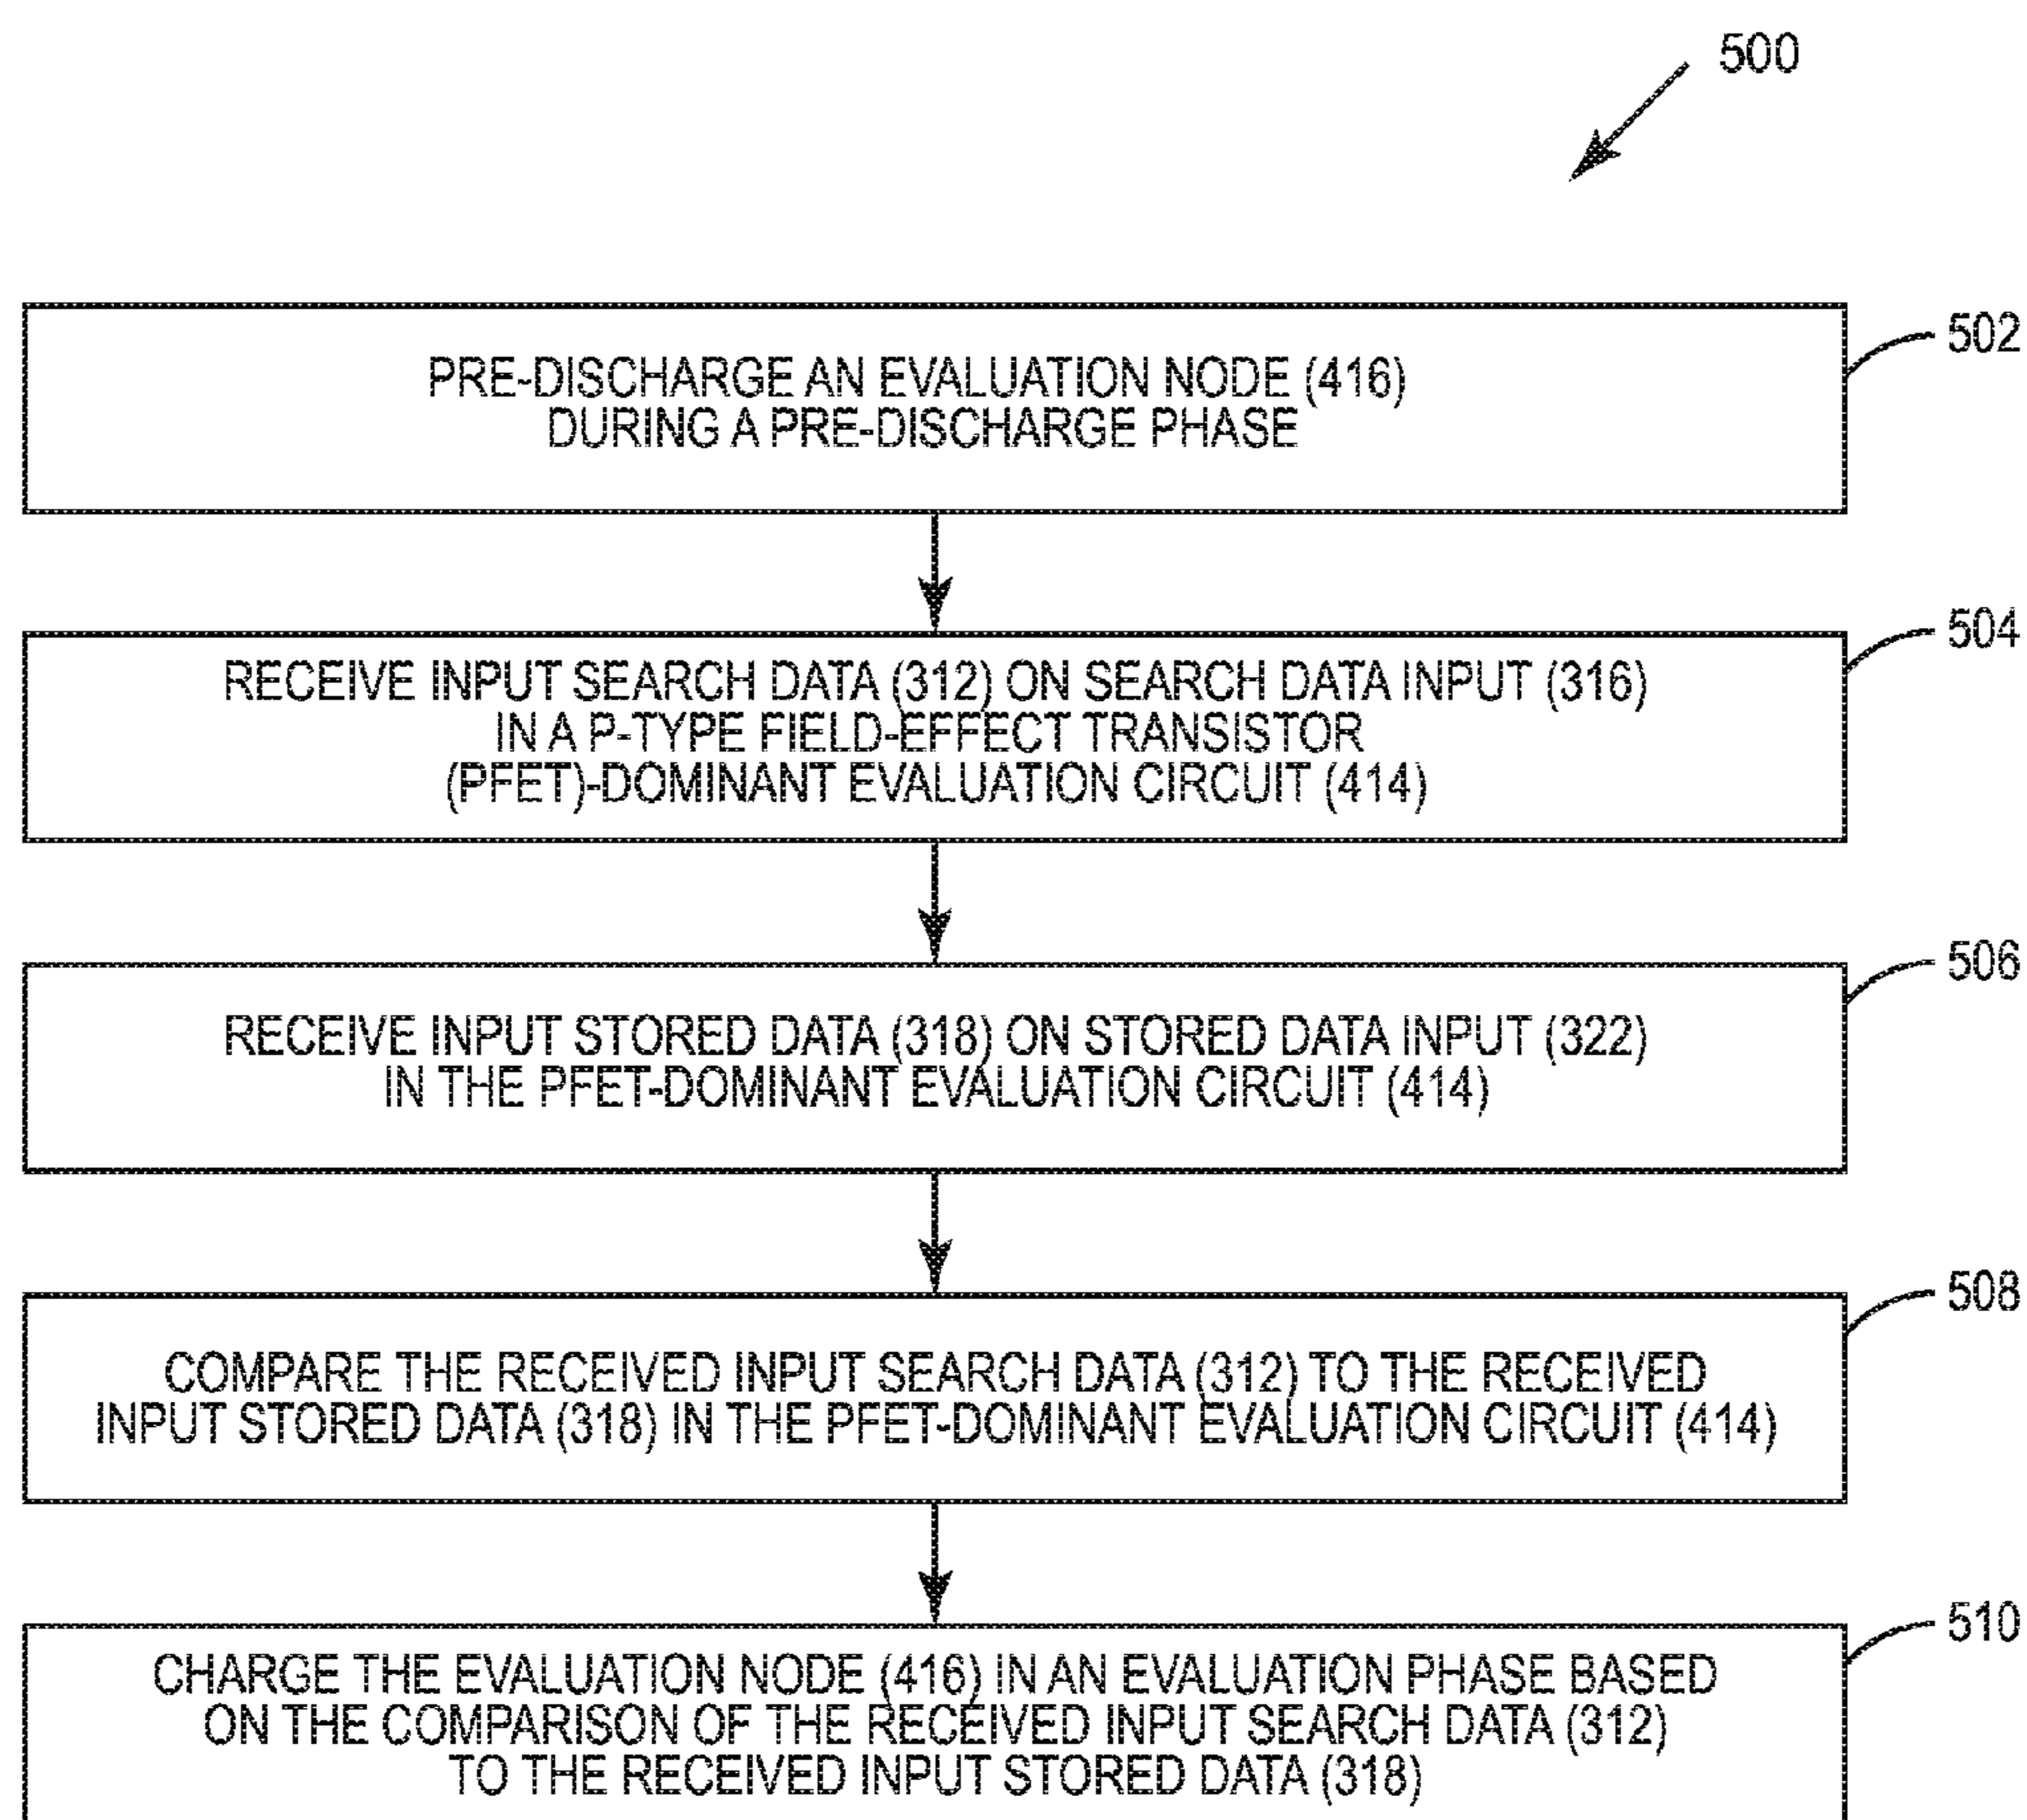 500
502
PRE-DISCHARGE AN EVALUATION NODE (416)
DURING A PRE-DISCHARGE PHASE
504
RECEIVE INPUT SEARCH DATA (312) ON SEARCH DATA INPUT (316)
IN A P-TYPE FIELD-EFFECT TRANSISTOR
(PFET)-DOMINANT EVALUATION CIRCUIT (414)
506
RECEIVE INPUT STORED DATA (318) ON STORED DATA INPUT (322)
IN THE PFET-DOMINANT EVALUATION CIRCUIT (414)
508
COMPARE THE RECEIVED INPUT SEARCH DATA (312) TO THE RECEIVED
INPUT STORED DATA (318) IN THE PFET-DOMINANT EVALUATION CIRCUIT (414)
510
CHARGE THE EVALUATION NODE (416) IN AN EVALUATION PHASE BASED
ON THE COMPARISON OF THE RECEIVED INPUT SEARCH DATA (312)
TO THE RECEIVED INPUT STORED DATA (318)